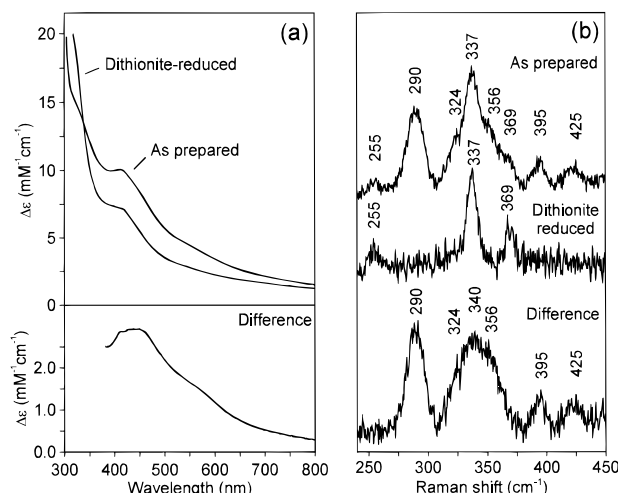 (a)
20
15
10
5
0
Δε (mM⁻¹cm⁻¹)
Dithionite-reduced
As prepared
Difference
2.0
1.0
0.0
Δε (mM⁻¹cm⁻¹)
300 400 500 600 700 800
Wavelength (nm)
(b)
As prepared
255
290
324
337
356
369
395
425
Dithionite
reduced
255
337
369
Difference
290
324
340
356
395
425
250 300 350 400 450
Raman shift (cm⁻¹)